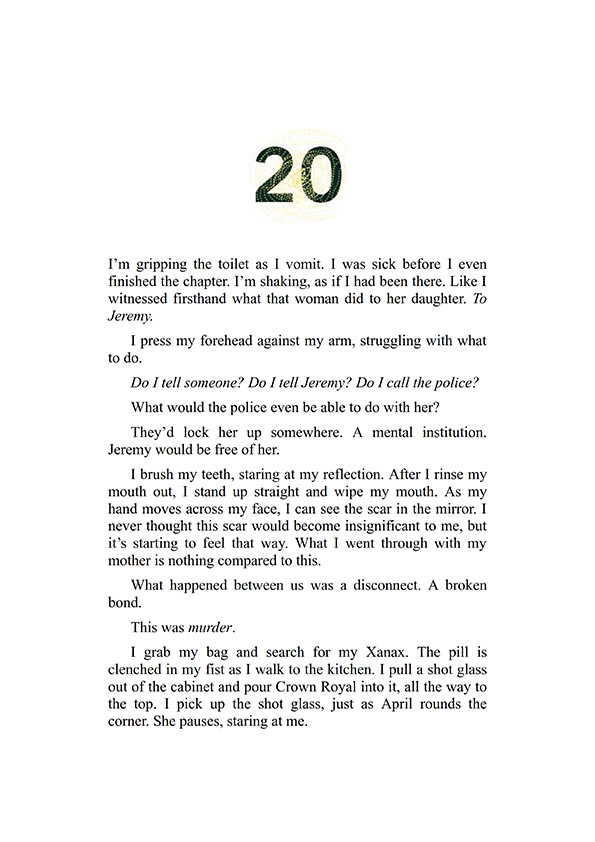 20
I’m gripping the toilet as I vomit. I was sick before I even
finished the chapter. I’m shaking, as if I had been there. Like I
witnessed firsthand what that woman did to her daughter. To
Jeremy.
I press my forehead against my arm, struggling with what
to do.
Do I tell someone? Do I tell Jeremy? Do I call the police?
What would the police even be able to do with her?
They’d lock her up somewhere. A mental institution.
Jeremy would be free of her.
I brush my teeth, staring at my reflection. After I rinse my
mouth out, I stand up straight and wipe my mouth. As my
hand moves across my face, I can see the scar in the mirror. I
never thought this scar would become insignificant to me, but
it’s starting to feel that way. What I went through with my
mother is nothing compared to this.
What happened between us was a disconnect. A broken
bond.
This was murder.
I grab my bag and search for my Xanax. The pill is
clenched in my fist as I walk to the kitchen. I pull a shot glass
out of the cabinet and pour Crown Royal into it, all the way to
the top. I pick up the shot glass, just as April rounds the
corner. She pauses, staring at me.